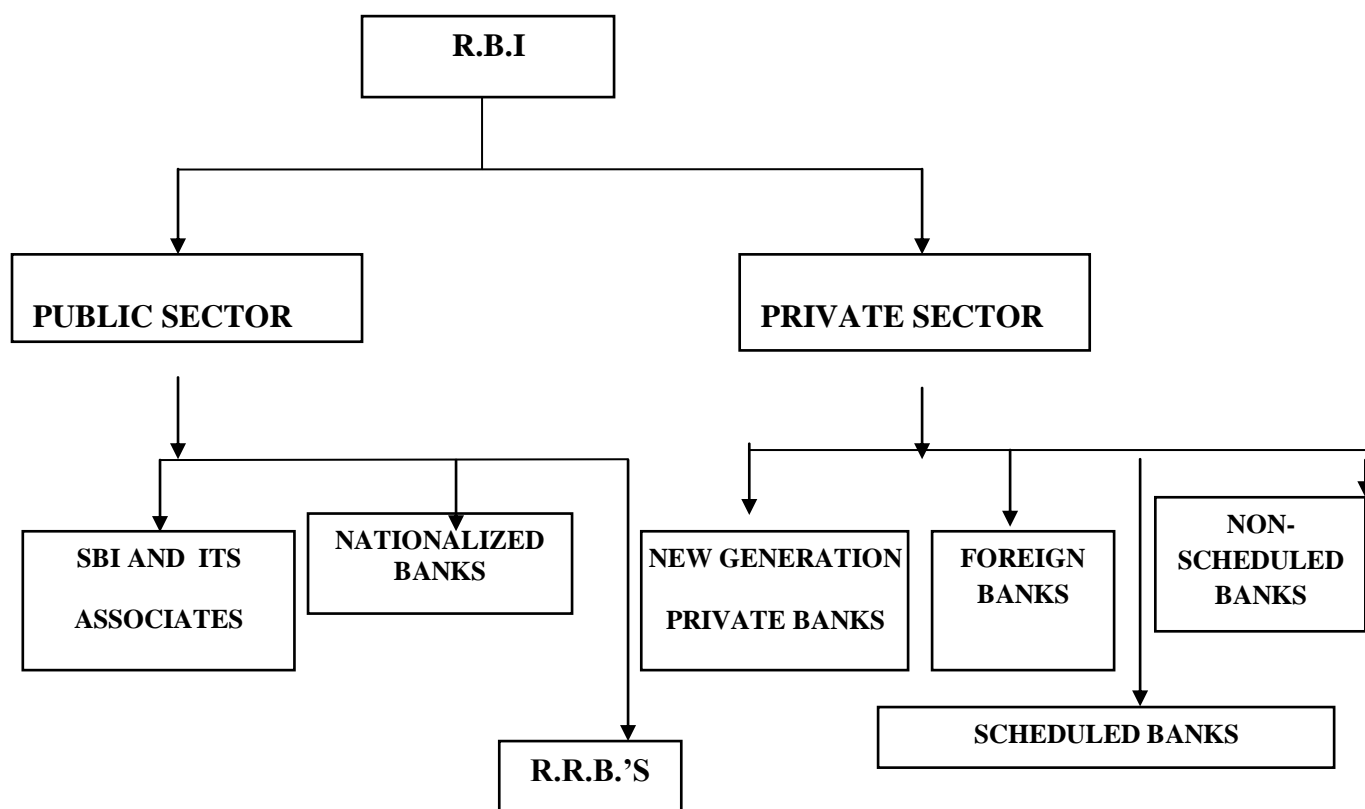 R.B.I
PUBLIC SECTOR
PRIVATE SECTOR
SBI AND ITS
ASSOCIATES
NATIONALIZED
BANKS
NEW GENERATION
PRIVATE BANKS
FOREIGN
BANKS
NON-
SCHEDULED
BANKS
SCHEDULED BANKS
R.R.B.’S